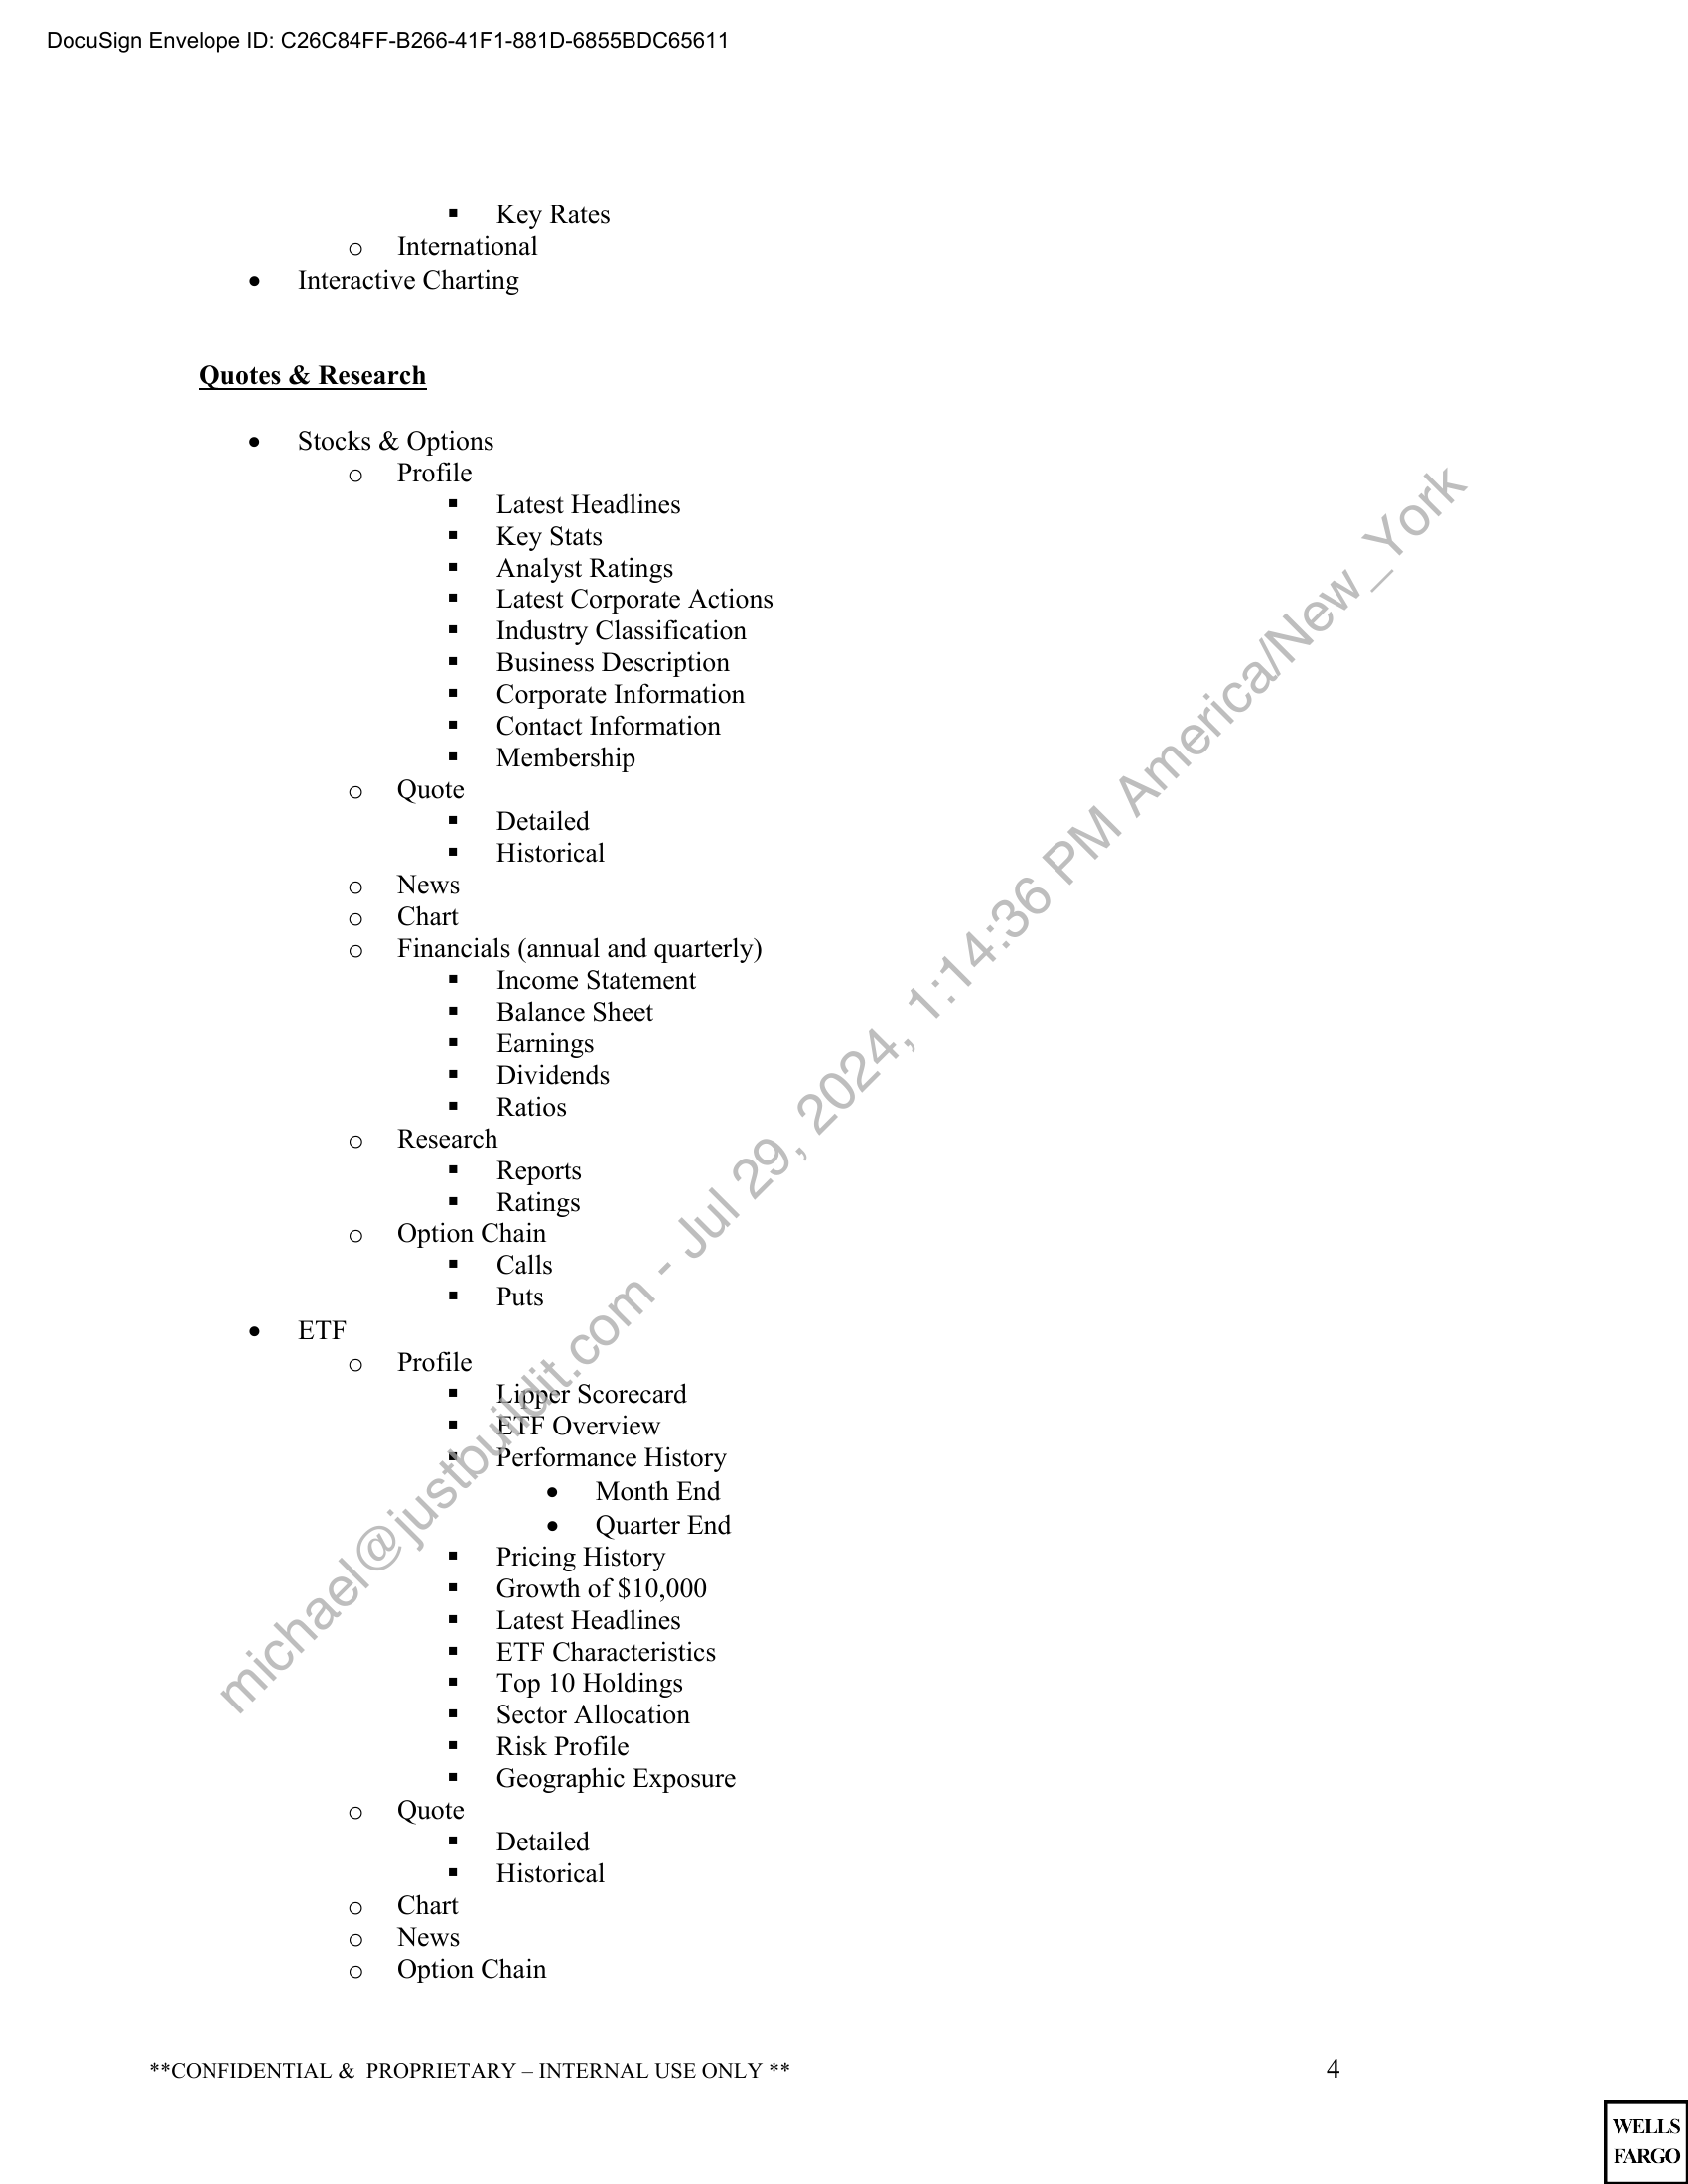 DocuSign Envelope ID: C26C84FF-B266-41F1-881D-6855BDC65611
▪ Key Rates
o International
• Interactive Charting
Quotes & Research
• Stocks & Options
o Profile
▪ Latest Headlines
▪ Key Stats
▪ Analyst Ratings
▪ Latest Corporate Actions
▪ Industry Classification
▪ Business Description
▪ Corporate Information
▪ Contact Information
▪ Membership
o Quote
▪ Detailed
▪ Historical
o News
o Chart
o Financials (annual and quarterly)
▪ Income Statement
▪ Balance Sheet
▪ Earnings
▪ Dividends
▪ Ratios
o Research
▪ Reports
▪ Ratings
o Option Chain
▪ Calls
▪ Puts
• ETF
o Profile
▪ Lipper Scorecard
▪ ETF Overview
▪ Performance History
• Month End
• Quarter End
▪ Pricing History
▪ Growth of $10,000
▪ Latest Headlines
▪ ETF Characteristics
▪ Top 10 Holdings
▪ Sector Allocation
▪ Risk Profile
▪ Geographic Exposure
o Quote
▪ Detailed
▪ Historical
o Chart
o News
o Option Chain
michael@justbuildit.com - Jul 29, 2024, 1:14:36 PM America/New_York
**CONFIDENTIAL & PROPRIETARY – INTERNAL USE ONLY ** 4
WELLS
FARGO